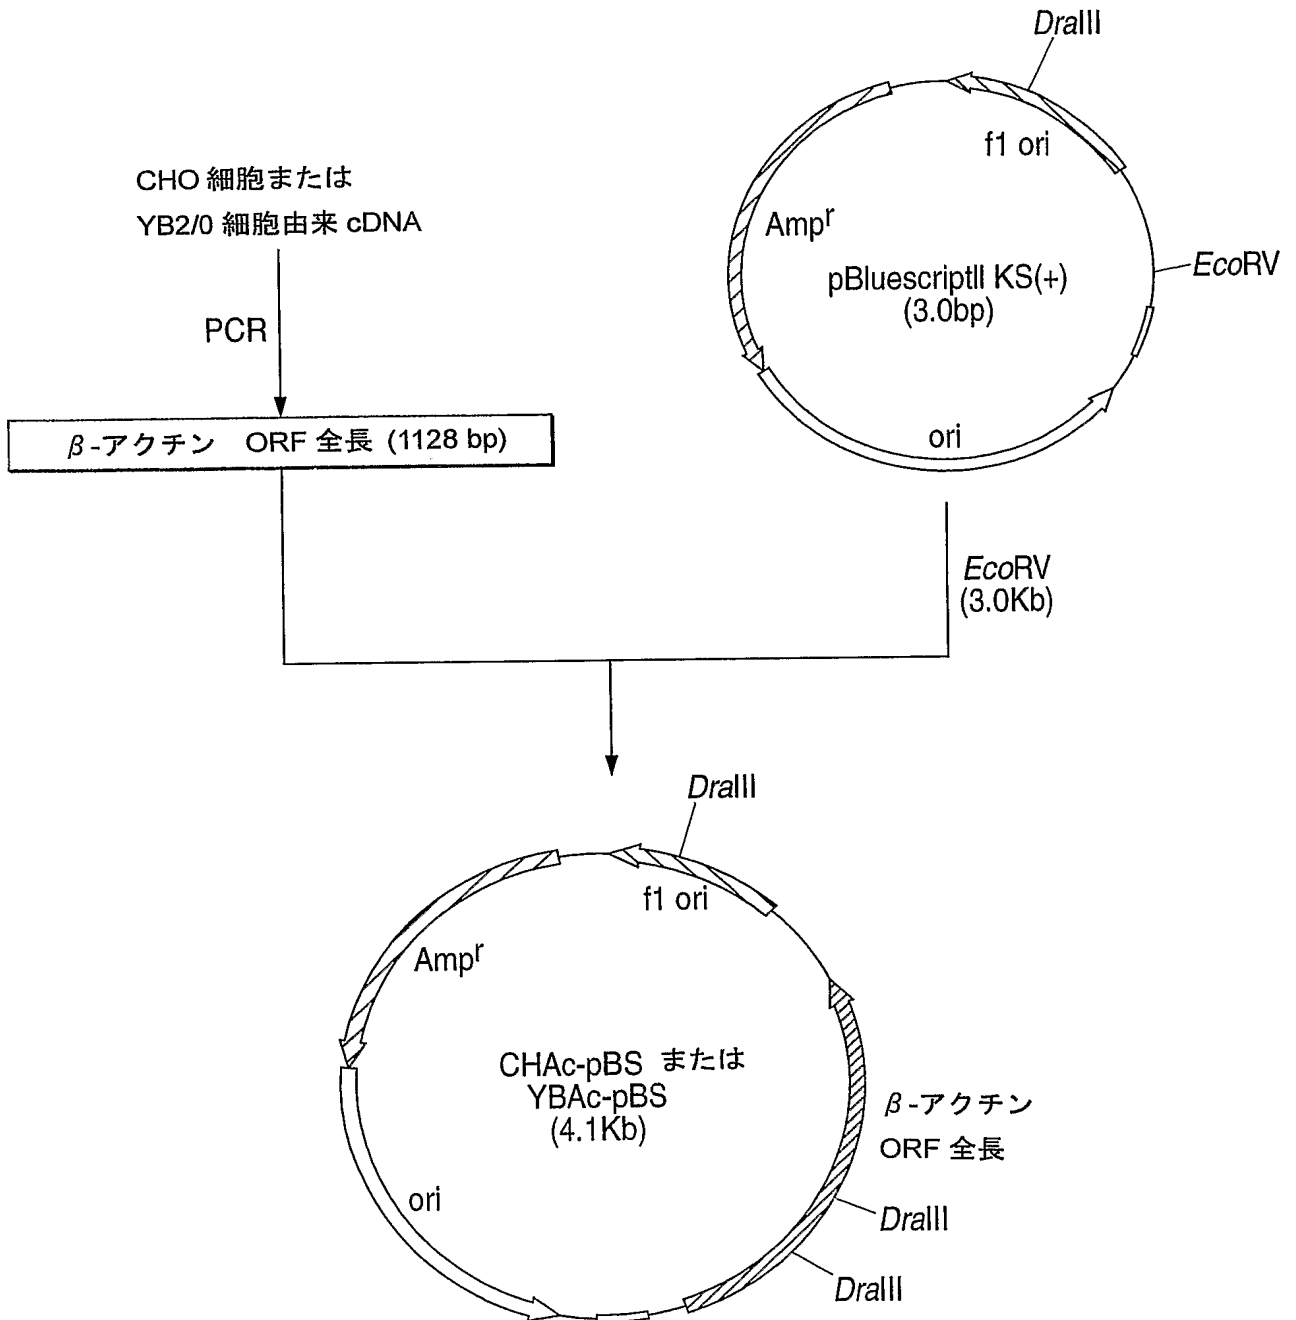 DraIII
f1 ori
Ampr
pBluescriptII KS(+)
(3.0bp)
EcoRV
ori
CHO 細胞または
YB2/0 細胞由来 cDNA
PCR
β-アクチン ORF 全長 (1128 bp)
EcoRV
(3.0Kb)
DraIII
f1 ori
Ampr
CHAc-pBS または
YBAc-pBS
(4.1Kb)
β-アクチン
ORF 全長
ori
DraIII
DraIII